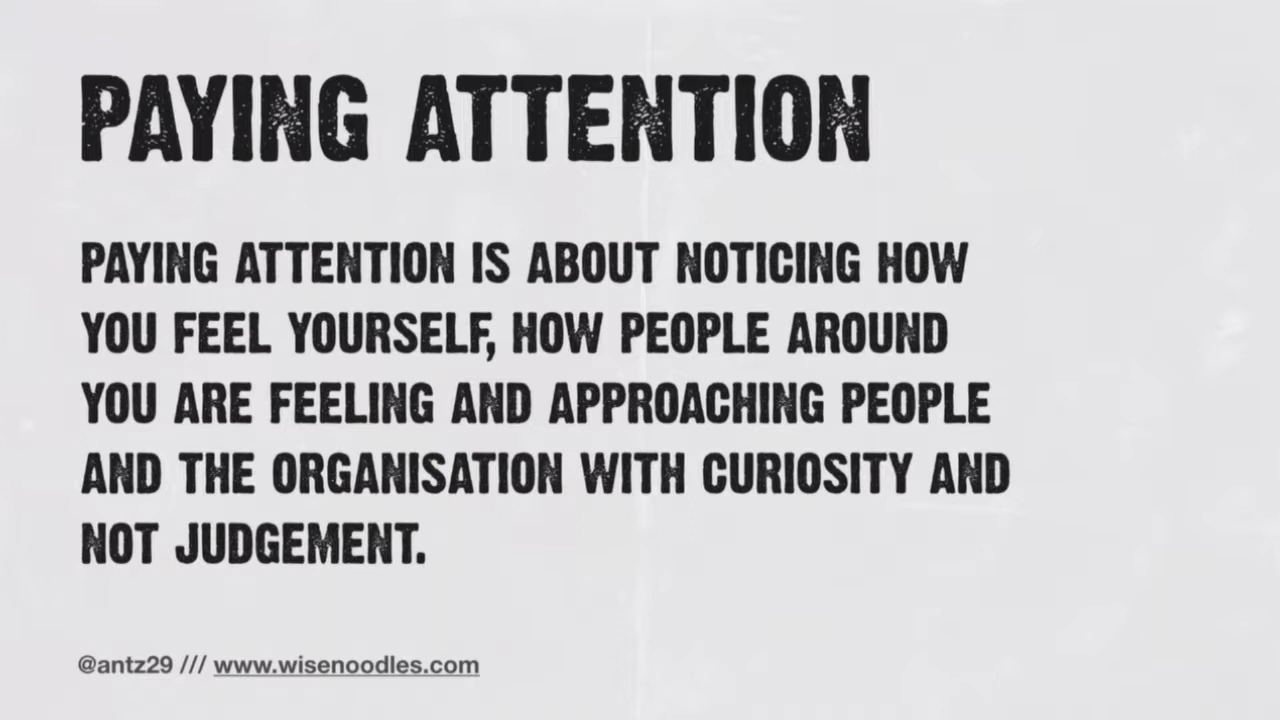 PAYING ATTENTION
PAYING ATTENTION IS ABOUT NOTICING HOW
YOU FEEL YOURSELF, HOW PEOPLE AROUND
YOU ARE FEELING AND APPROACHING PEOPLE
AND THE ORGANISATION WITH CURIOSITY AND
NOT JUDGEMENT.
@antz29 /// www.wisenoodles.com